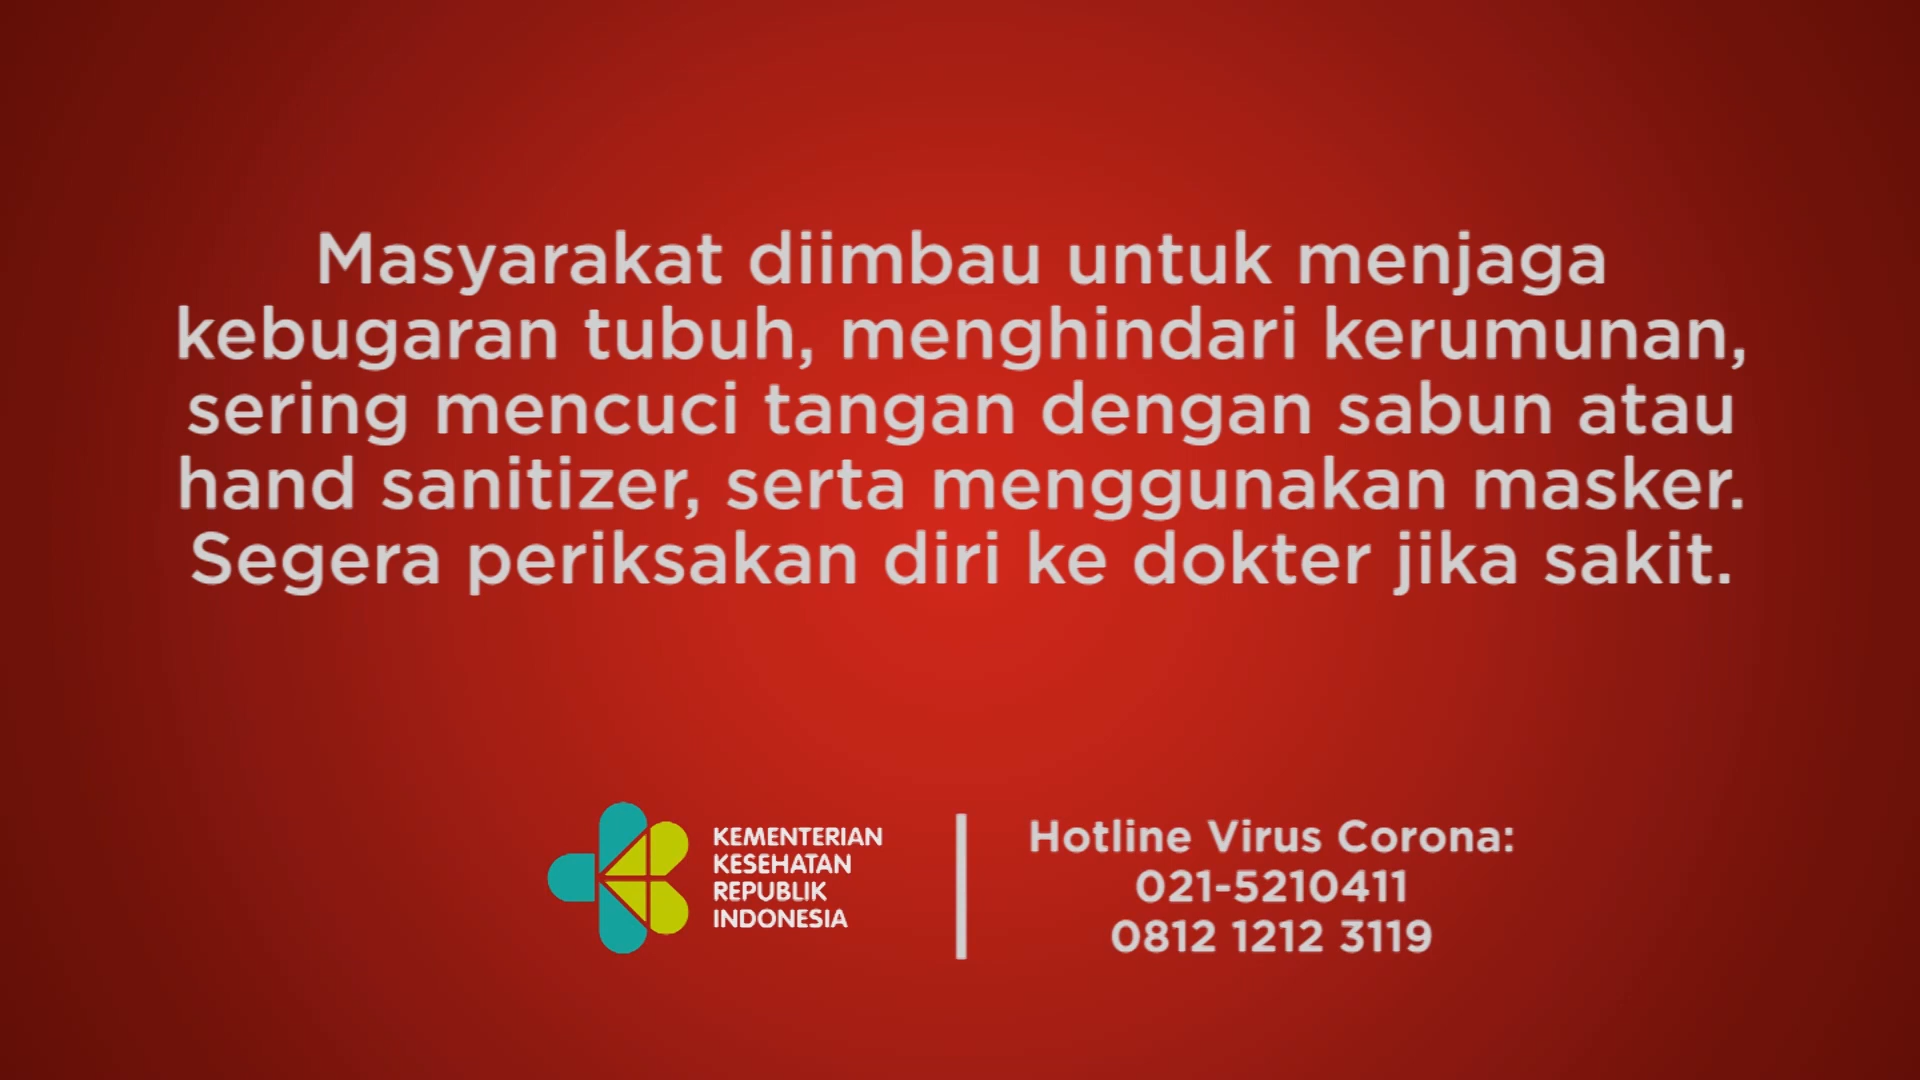 Masyarakat diimbau untuk menjaga
kebugaran tubuh, menghindari kerumunan,
sering mencuci tangan dengan sabun atau
hand sanitizer, serta menggunakan masker.
Segera periksakan diri ke dokter jika sakit.
KEMENTERIAN
KESEHATAN
REPUBLIK
INDONESIA
Hotline Virus Corona:
021-5210411
0812 1212 3119